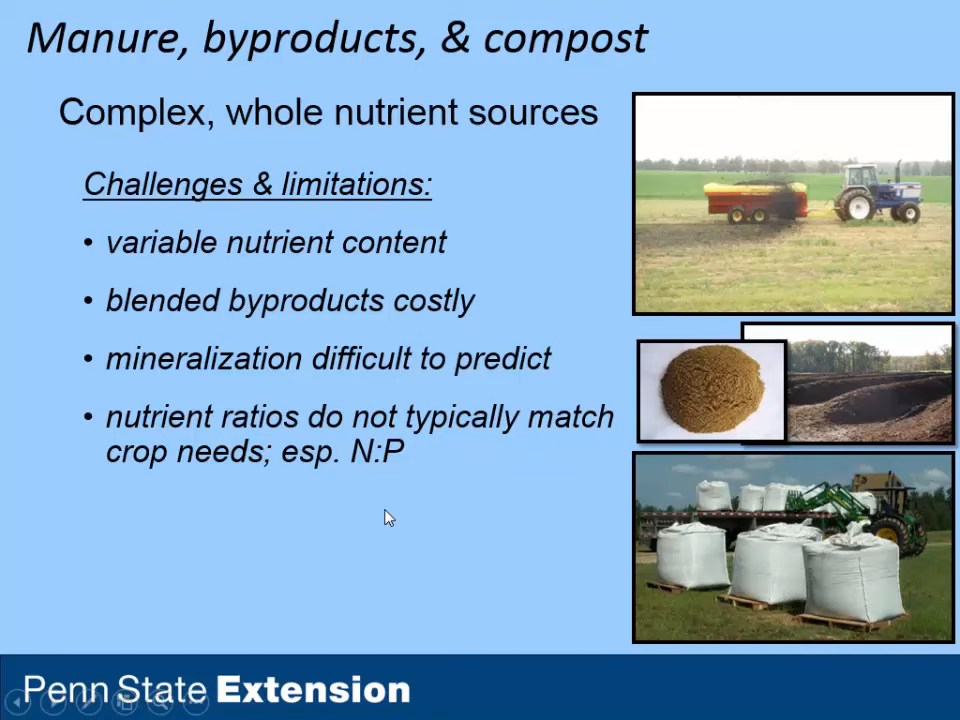 Manure, byproducts, & compost
Complex, whole nutrient sources
Challenges & limitations:
• variable nutrient content
• blended byproducts costly
• mineralization difficult to predict
• nutrient ratios do not typically match
crop needs; esp. N:P
Penn State Extension